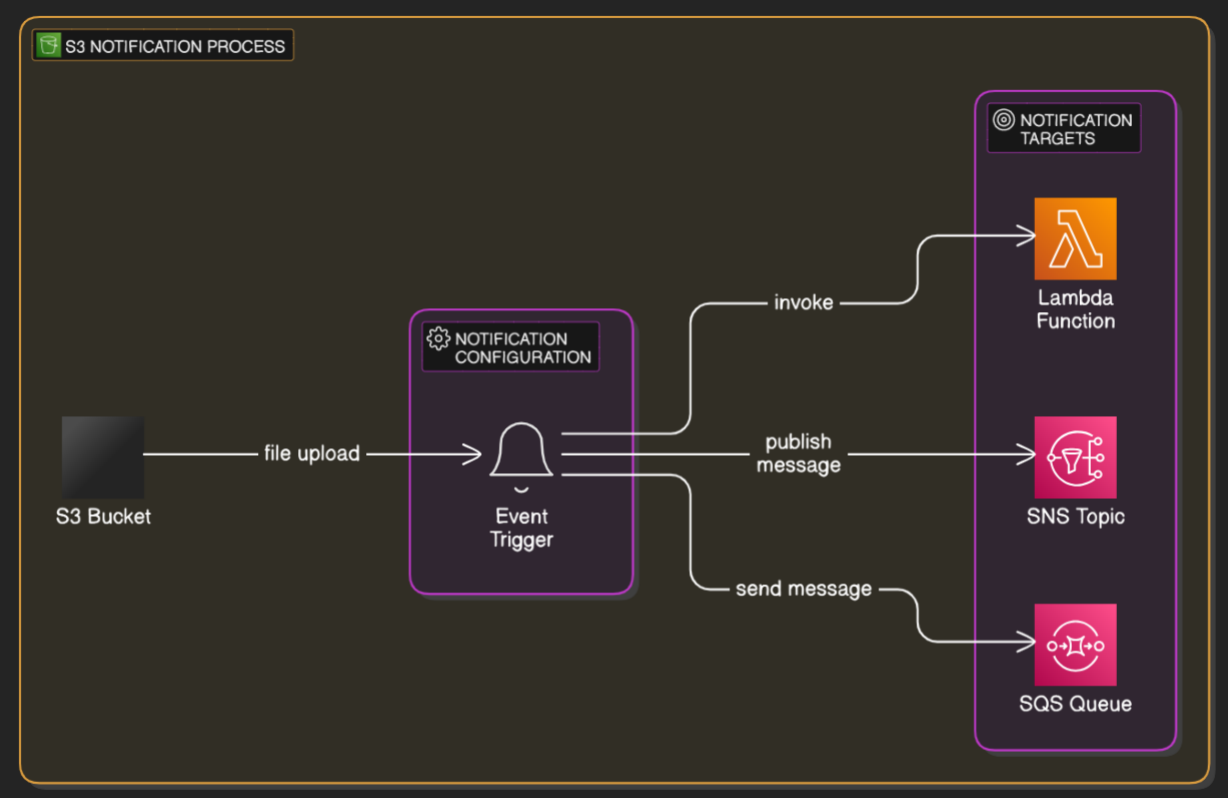 S3 NOTIFICATION PROCESS
NOTIFICATION
TARGETS
Lambda
Function
invoke
NOTIFICATION
CONFIGURATION
file upload
publish
message
S3 Bucket
Event
Trigger
SNS Topic
send message
SQS Queue